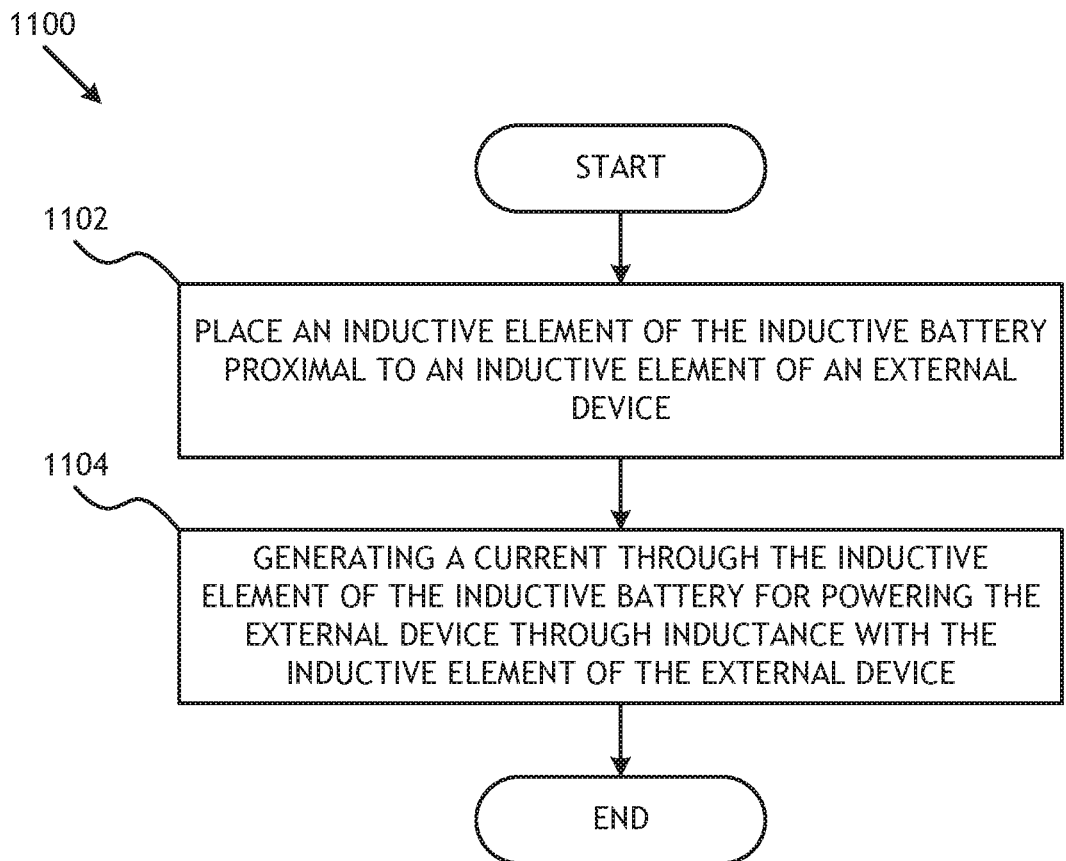 1100
START
1102
PLACE AN INDUCTIVE ELEMENT OF THE INDUCTIVE BATTERY
PROXIMAL TO AN INDUCTIVE ELEMENT OF AN EXTERNAL
DEVICE
1104
GENERATING A CURRENT THROUGH THE INDUCTIVE
ELEMENT OF THE INDUCTIVE BATTERY FOR POWERING THE
EXTERNAL DEVICE THROUGH INDUCTANCE WITH THE
INDUCTIVE ELEMENT OF THE EXTERNAL DEVICE
END